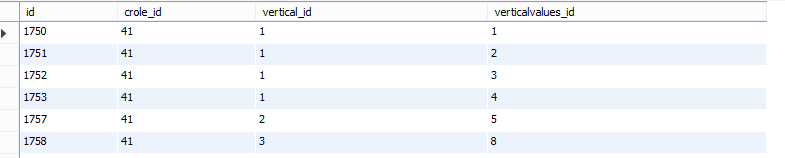 id crole_id vertical_id verticalvalues_id
1750 41 1 1
1751 41 1 2
1752 41 1 3
1753 41 1 4
1757 41 2 5
1758 41 3 8